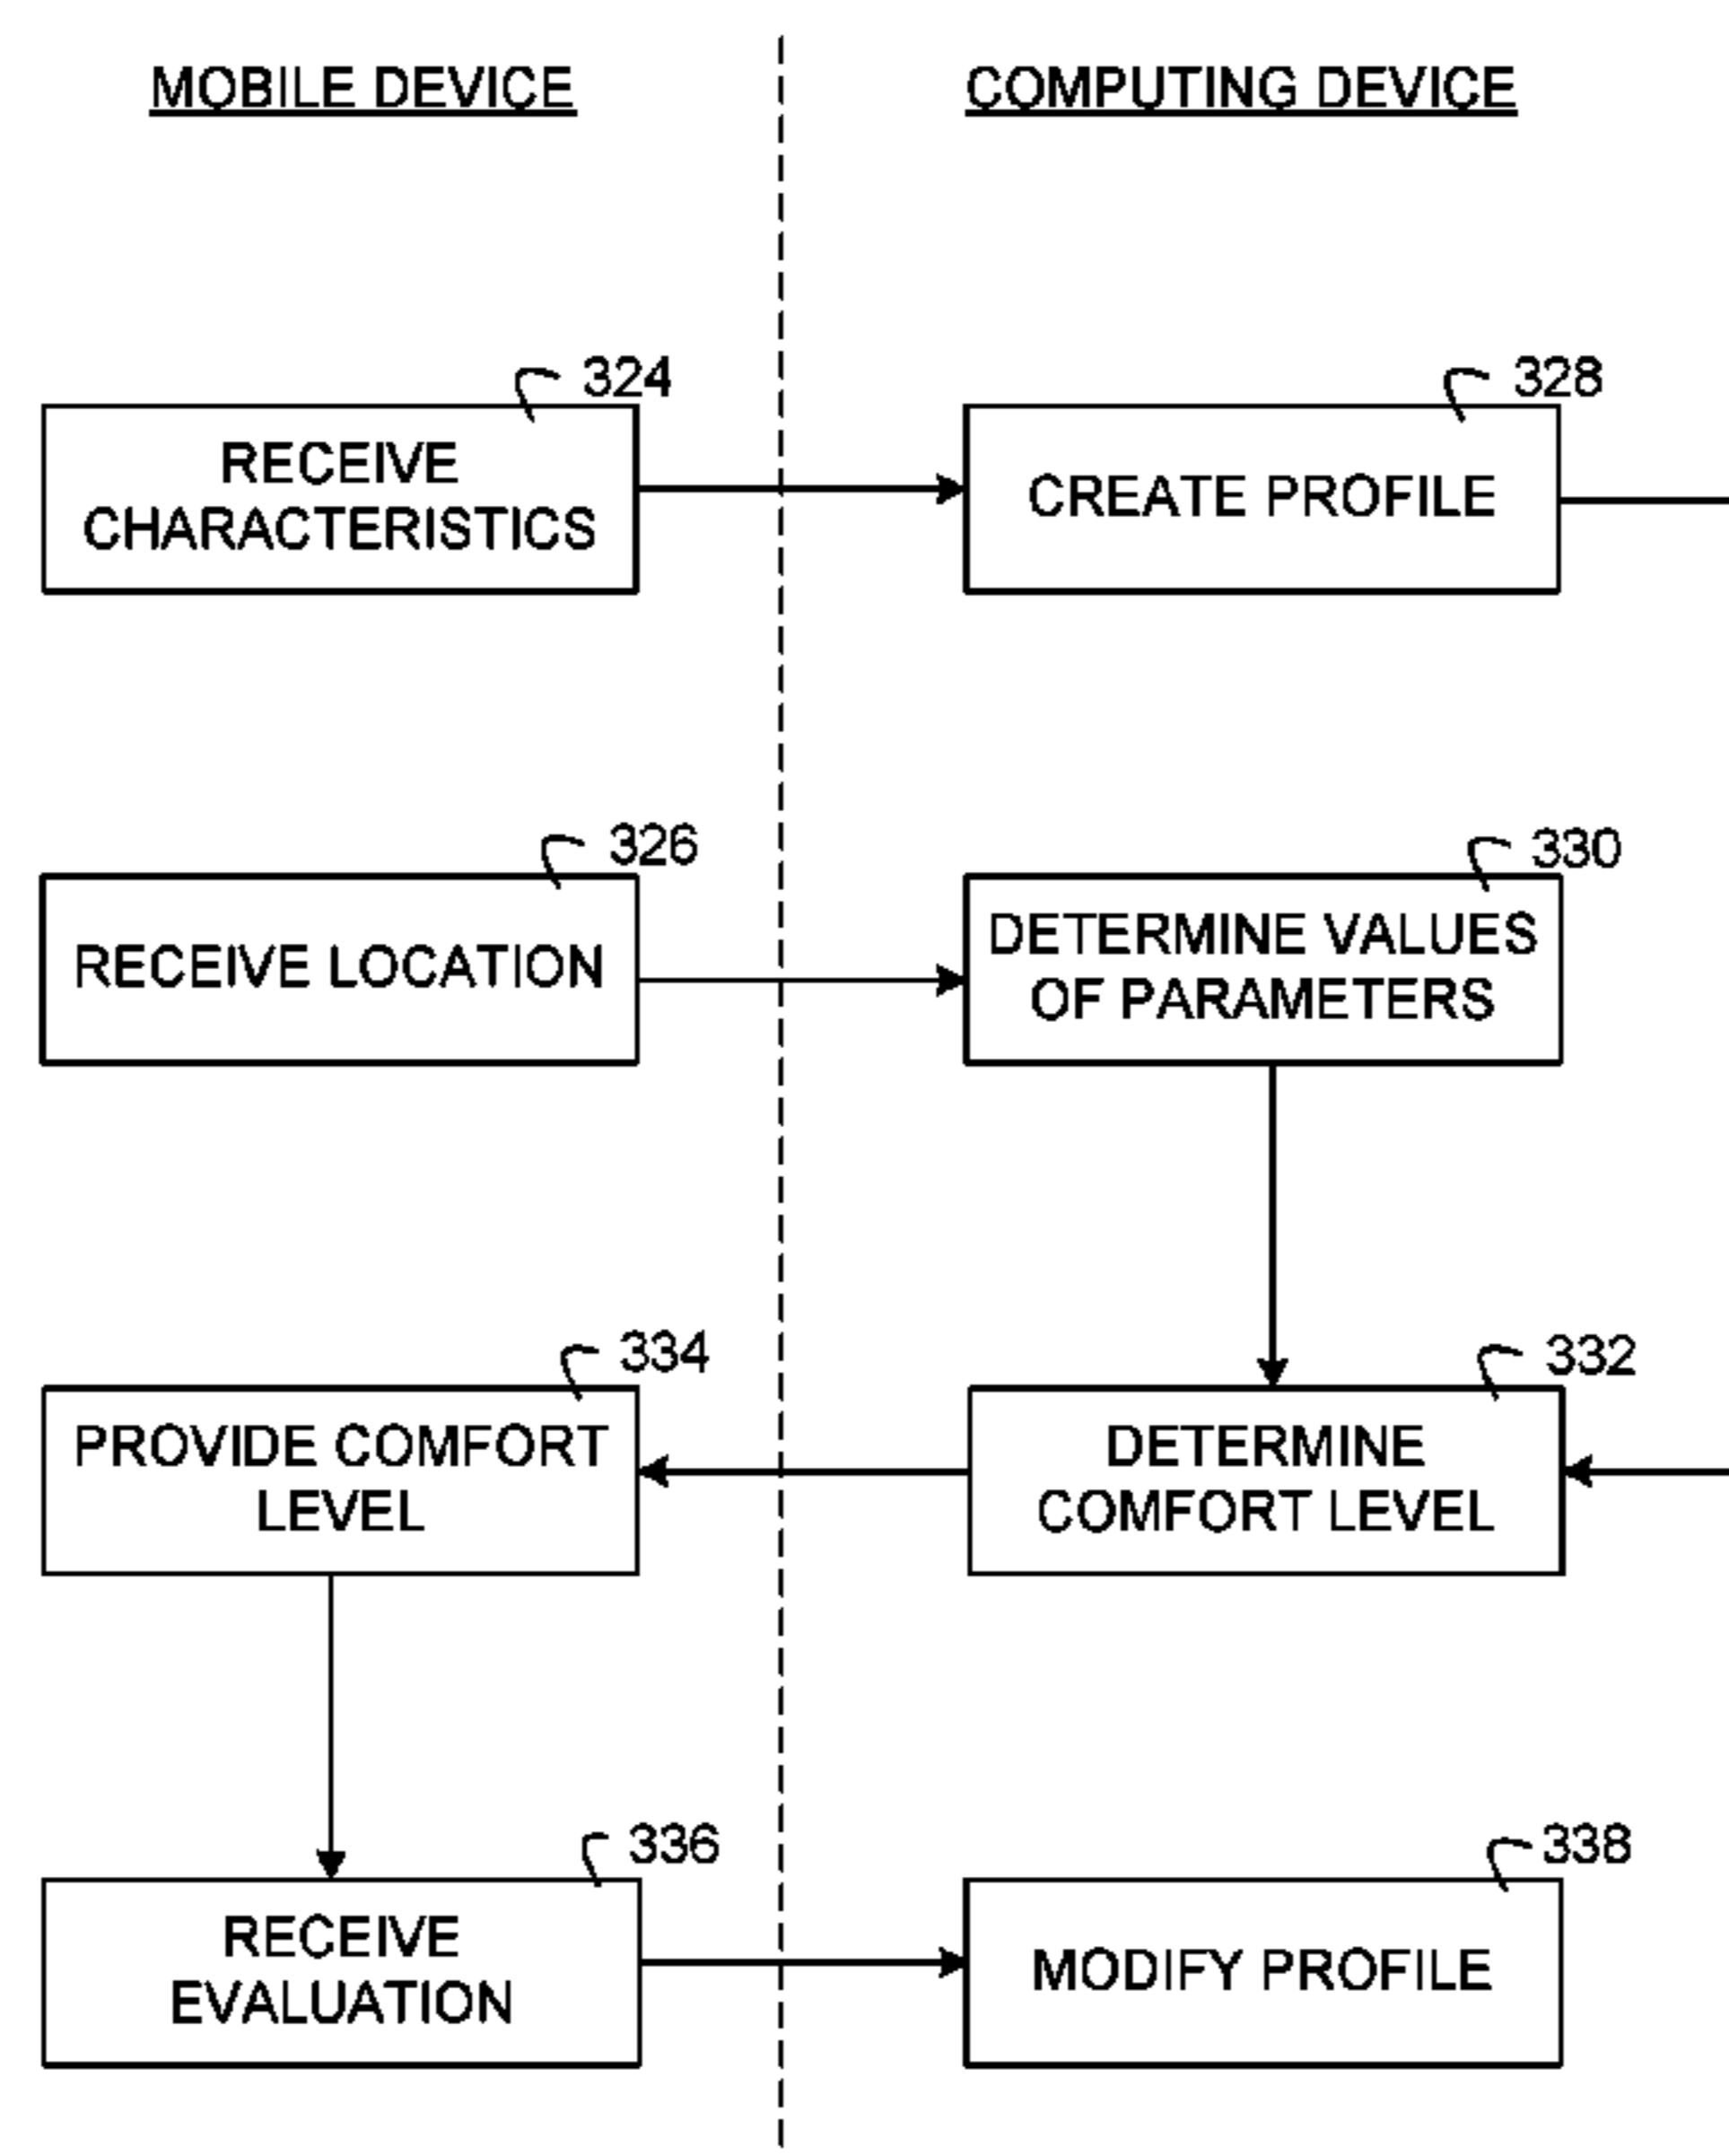 MOBILE DEVICE
COMPUTING DEVICE
324
RECEIVE
CHARACTERISTICS
328
CREATE PROFILE
326
RECEIVE LOCATION
330
DETERMINE VALUES
OF PARAMETERS
334
PROVIDE COMFORT
LEVEL
332
DETERMINE
COMFORT LEVEL
336
RECEIVE
EVALUATION
338
MODIFY PROFILE